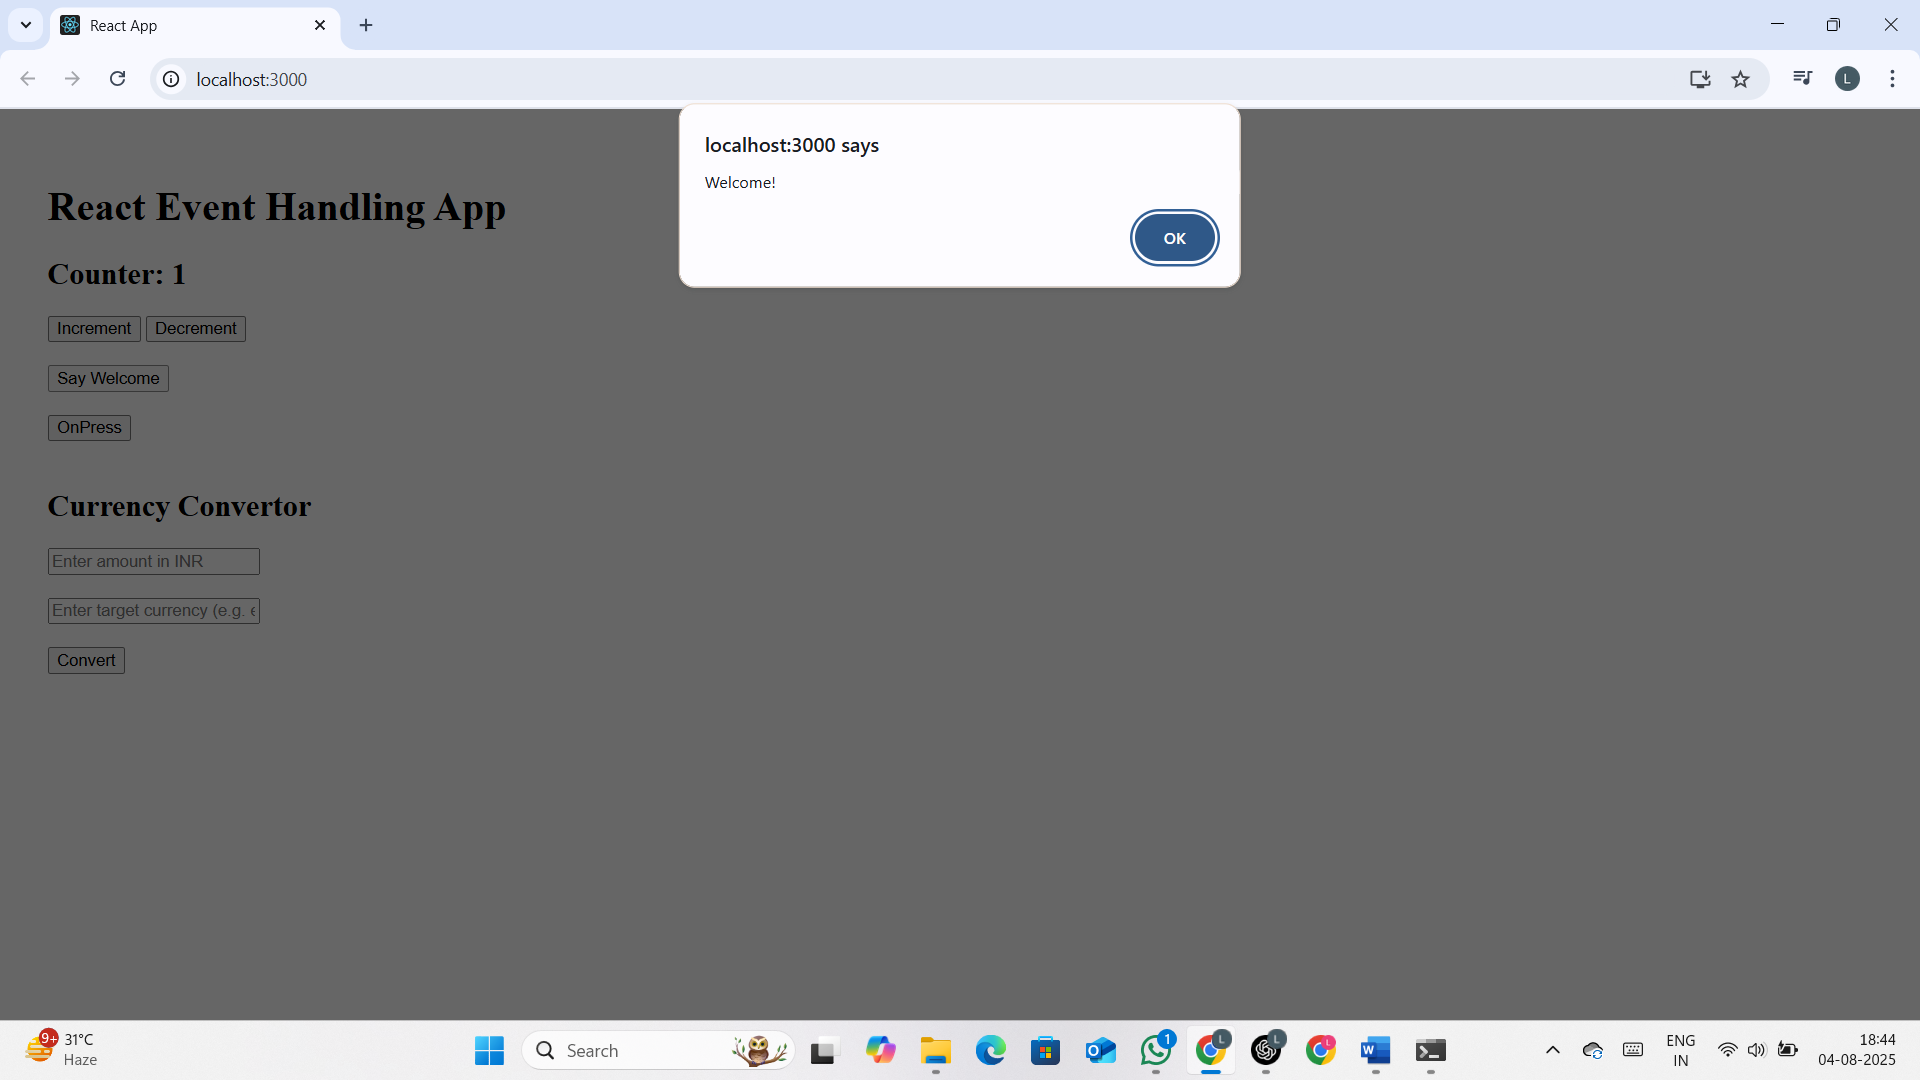 React App
localhost:3000
L
localhost:3000 says
Welcome!
OK
React Event Handling App
Counter: 1
Increment Decrement
Say Welcome
OnPress
Currency Convertor
Enter amount in INR
Enter target currency (e.g. e
Convert
9+
31°C
Haze
Search
1
L
L
L
W
ENG
IN
18:44
04-08-2025